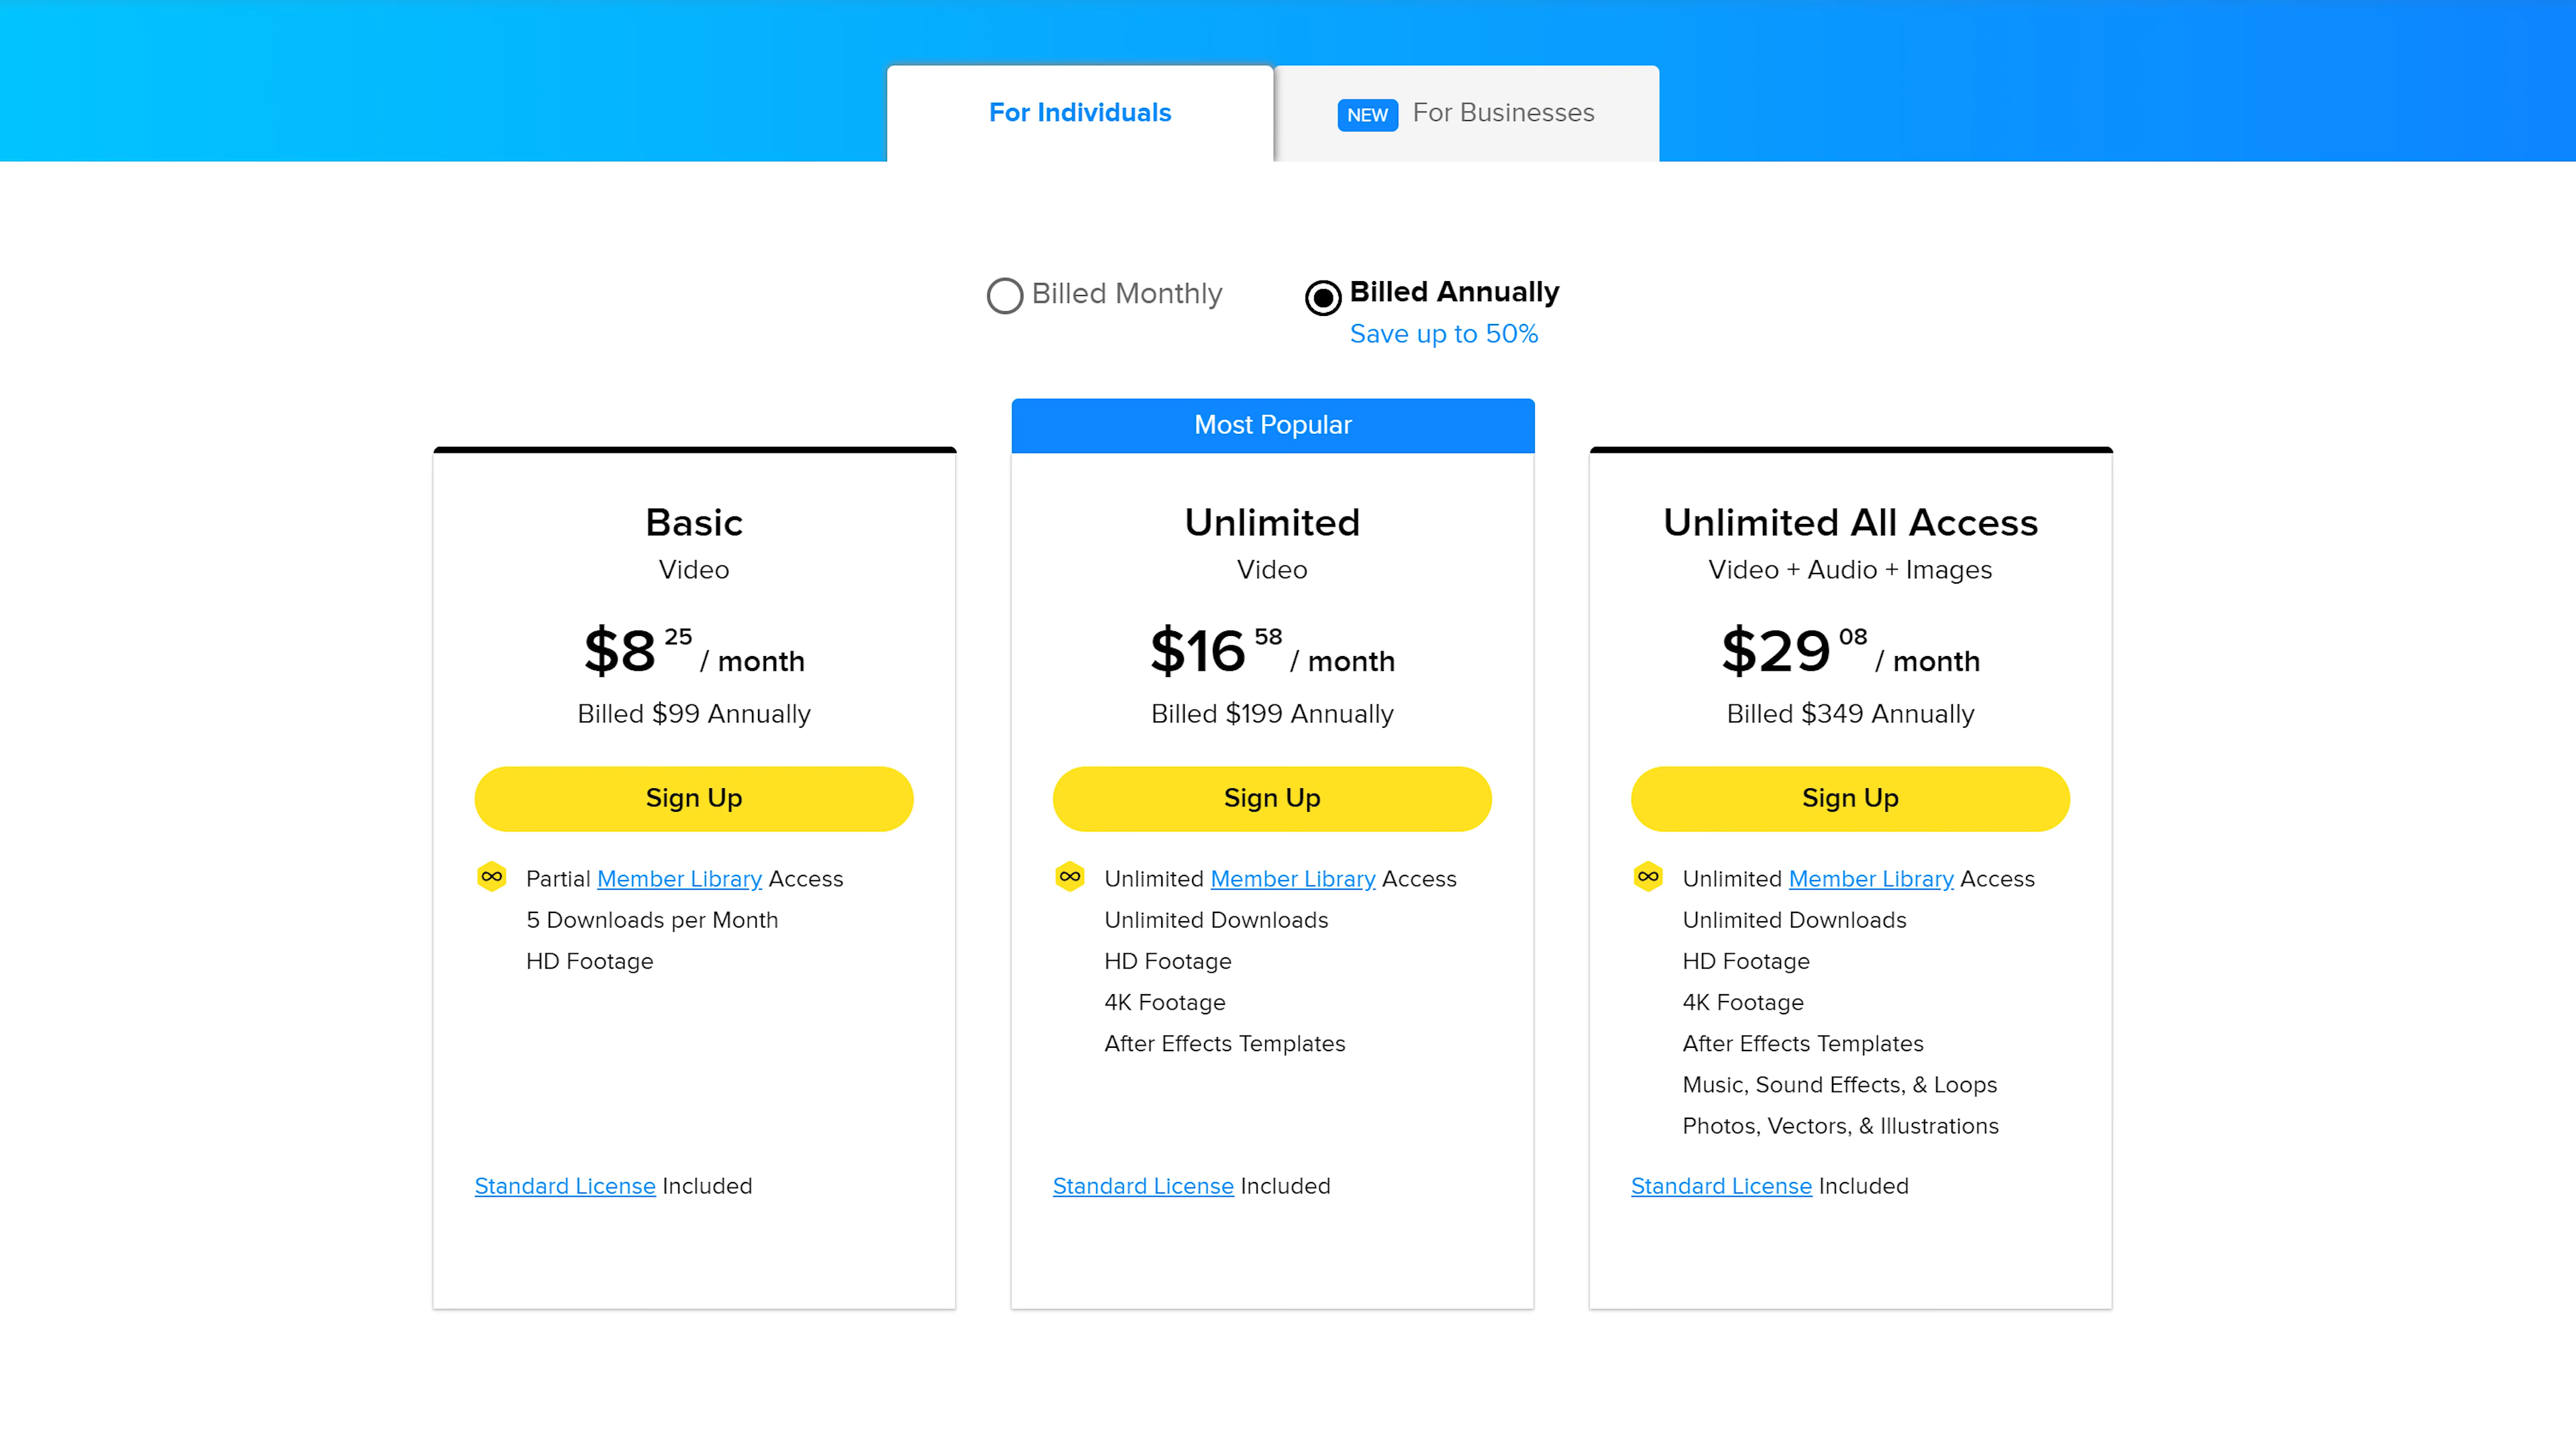 For Individuals
NEW For Businesses
Billed Monthly
Billed Annually
Save up to 50%
Most Popular
Basic
Video
$8 25 / month
Billed $99 Annually
Sign Up
Partial Member Library Access
5 Downloads per Month
HD Footage
Standard License Included
Unlimited
Video
$16 58 / month
Billed $199 Annually
Sign Up
Unlimited Member Library Access
Unlimited Downloads
HD Footage
4K Footage
After Effects Templates
Standard License Included
Unlimited All Access
Video + Audio + Images
$29 08 / month
Billed $349 Annually
Sign Up
Unlimited Member Library Access
Unlimited Downloads
HD Footage
4K Footage
After Effects Templates
Music, Sound Effects, & Loops
Photos, Vectors, & Illustrations
Standard License Included